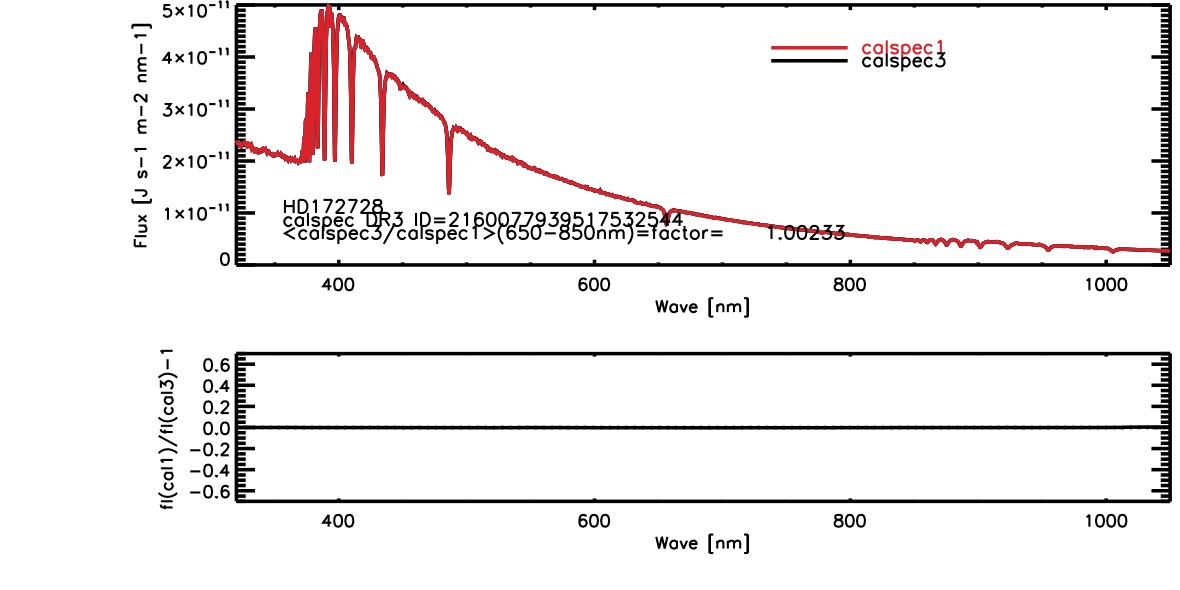 5×10⁻¹¹
4×10⁻¹¹
3×10⁻¹¹
2×10⁻¹¹
1×10⁻¹¹
0
Flux [J s-1 m-2 nm-1]
calspec1
calspec3
HD172728
calspec DR3 ID=2160077939517532544
<calspec3/calspec1>(650-850nm)=factor= 1.00233
400 600 800 1000
Wave [nm]
0.6
0.4
0.2
0.0
-0.2
-0.4
-0.6
fl(cal1)/fl(cal3)-1
400 600 800 1000
Wave [nm]